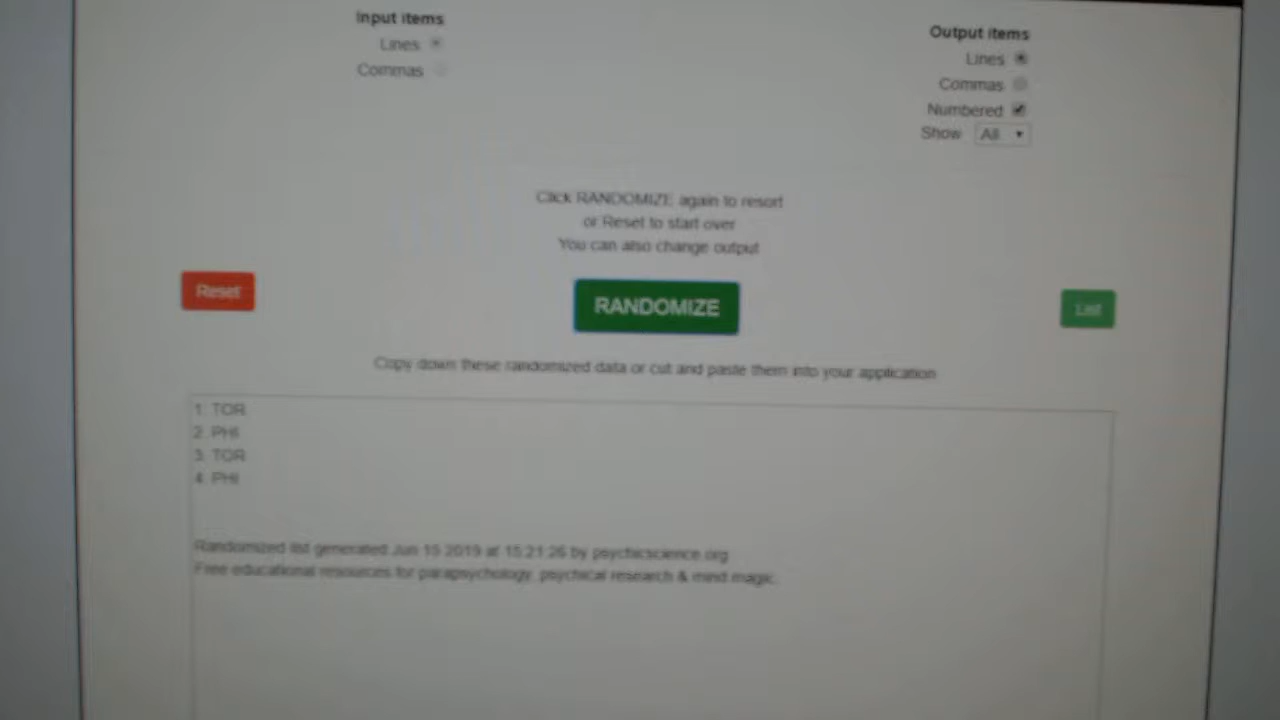 Input items
Lines
Commas
Output items
Lines
Commas
Numbered
Show All
Click RANDOMIZE again to resort
or Reset to start over
You can also change output
Reset
RANDOMIZE
List
Copy down these randomized data or cut and paste them into your application
1. TOR
2. PHI
3. TOR
4. PHI
Randomized list generated Jun 15 2019 at 15:21:26 by psychicscience.org
Free educational resources for parapsychology, psychical research & mind magic.